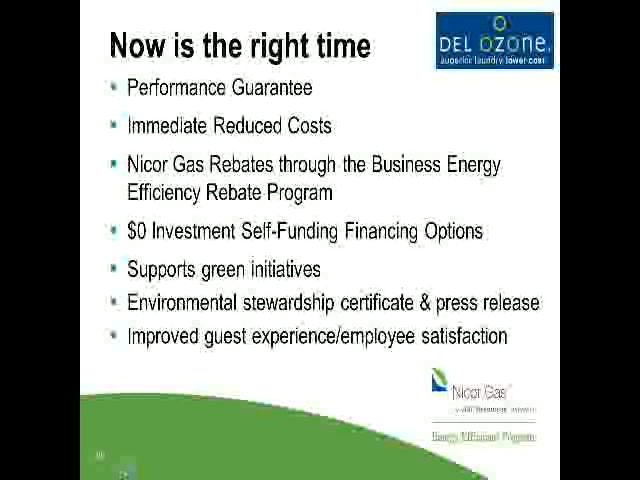 Now is the right time
DEL OZONE.
superior laundry. lower cost.
Performance Guarantee
Immediate Reduced Costs
Nicor Gas Rebates through the Business Energy
Efficiency Rebate Program
$0 Investment Self-Funding Financing Options
Supports green initiatives
Environmental stewardship certificate & press release
Improved guest experience/employee satisfaction
Nicor Gas
Energy Efficiency Program